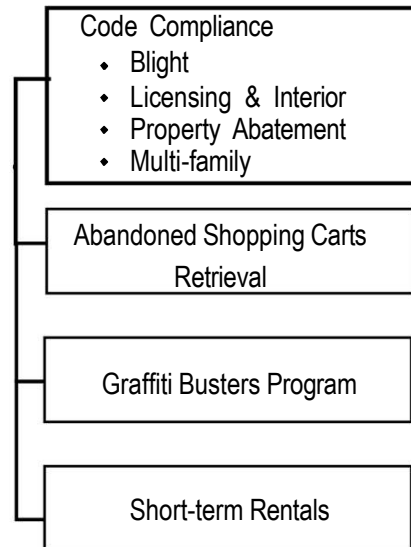 Code Compliance
• Blight
• Licensing & Interior
• Property Abatement
• Multi-family
Abandoned Shopping Carts
Retrieval
Graffiti Busters Program
Short-term Rentals